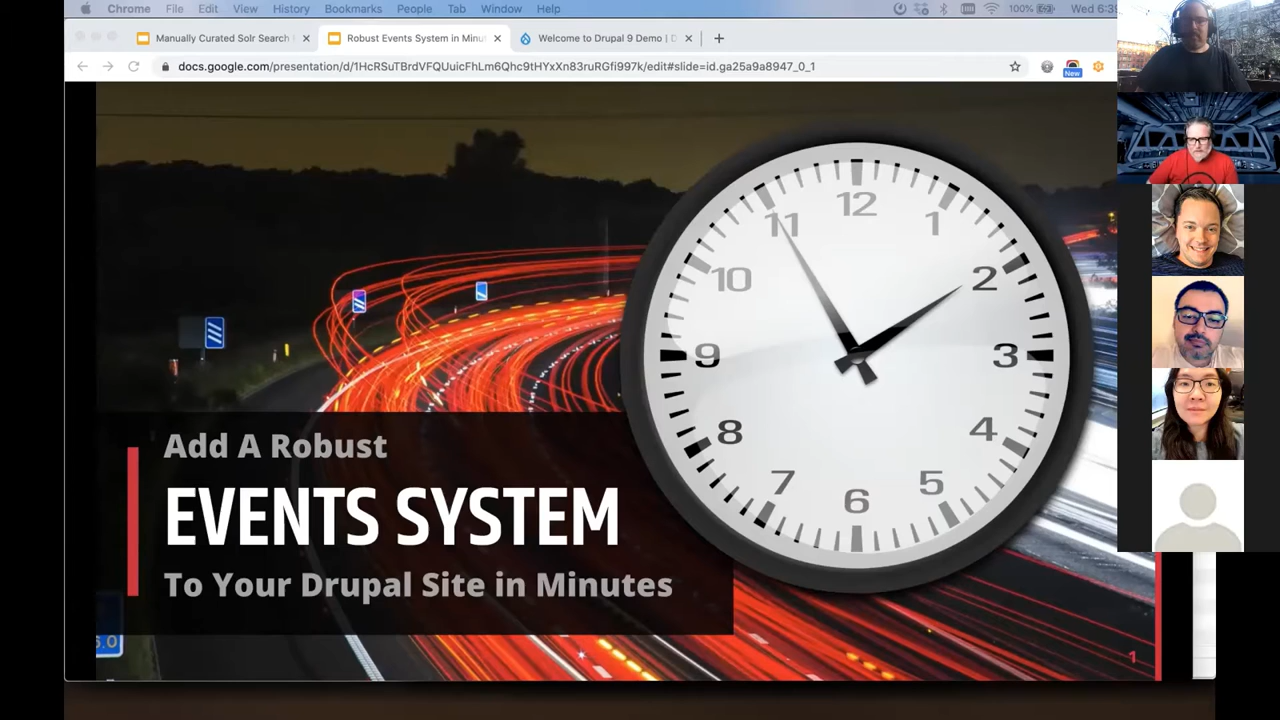 Chrome File Edit View History Bookmarks People Tab Window Help 100% Wed 6:39
Manually Curated Solr Search
Robust Events System in Minut
Welcome to Drupal 9 Demo | D
docs.google.com/presentation/d/1HcRSuTBrdVFQUuicFhLm6Qhc9tHYxXn83ruRGfi997k/edit#slide=id.ga25a9a8947_0_1
New
12
11
1
10
2
9
3
8
4
7
5
6
Add A Robust
EVENTS SYSTEM
To Your Drupal Site in Minutes
1